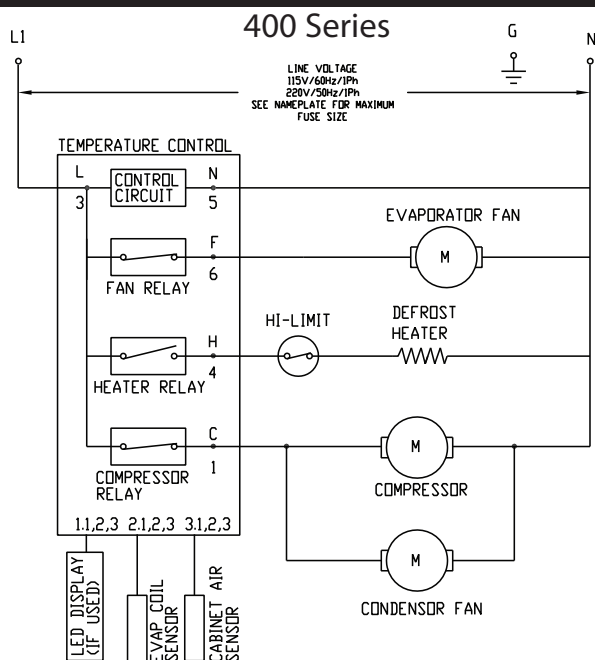 400 Series
L1
G
N
LINE VOLTAGE
115V/60Hz/1Ph
220V/50Hz/1Ph
SEE NAMEPLATE FOR MAXIMUM
FUSE SIZE
TEMPERATURE CONTROL
L
CONTROL
CIRCUIT
N
3
5
EVAPORATOR FAN
F
M
6
FAN RELAY
HI-LIMIT
DEFROST
HEATER
H
4
HEATER RELAY
C
M
1
COMPRESSOR
RELAY
COMPRESSOR
1.1,2,3 2.1,2,3 3.1,2,3
M
CONDENSOR FAN
LED DISPLAY
(IF USED)
EVAP COIL
SENSOR
CABINET AIR
SENSOR